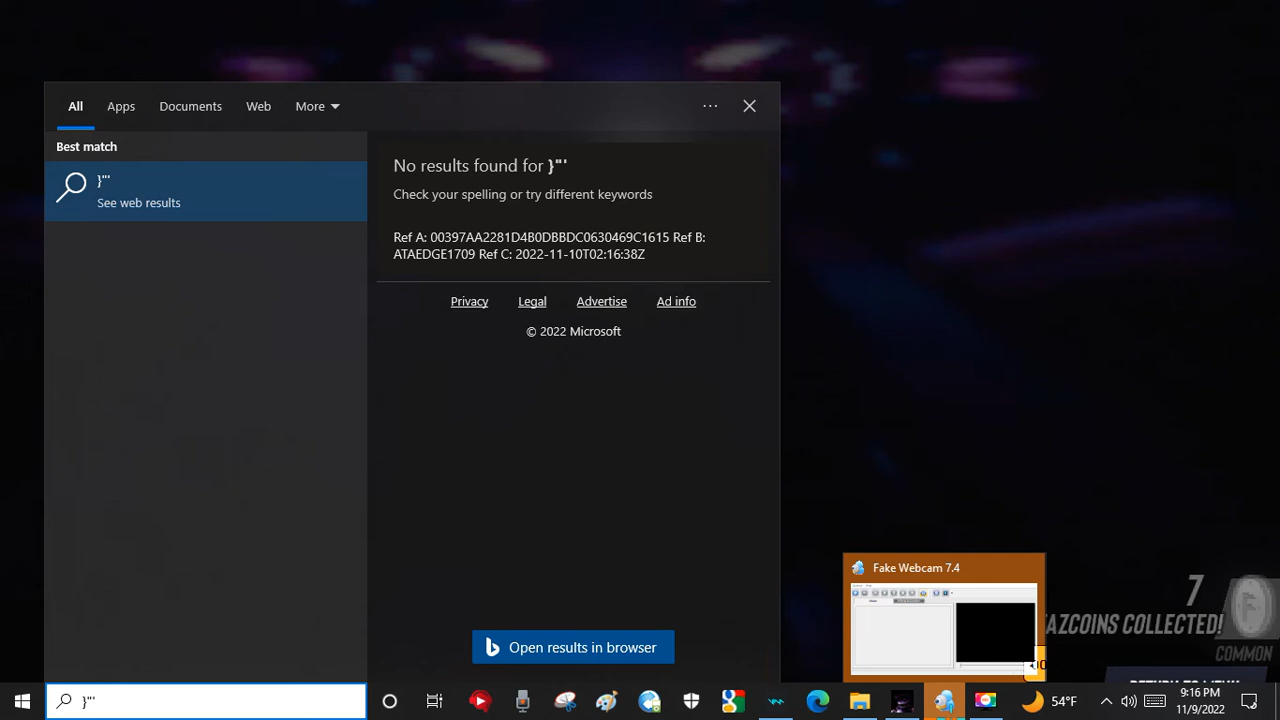 All Apps Documents Web More ...
Best match
}"'
See web results
No results found for }"'
Check your spelling or try different keywords
Ref A: 00397AA2281D4B0DBBDC0630469C1615 Ref B:
ATAEDGE1709 Ref C: 2022-11-10T02:16:38Z
Privacy Legal Advertise Ad info
© 2022 Microsoft
Open results in browser
Fake Webcam 7.4
7
AZCOINS COLLECTED!
COMMON
}"'
54°F
9:16 PM
11/9/2022